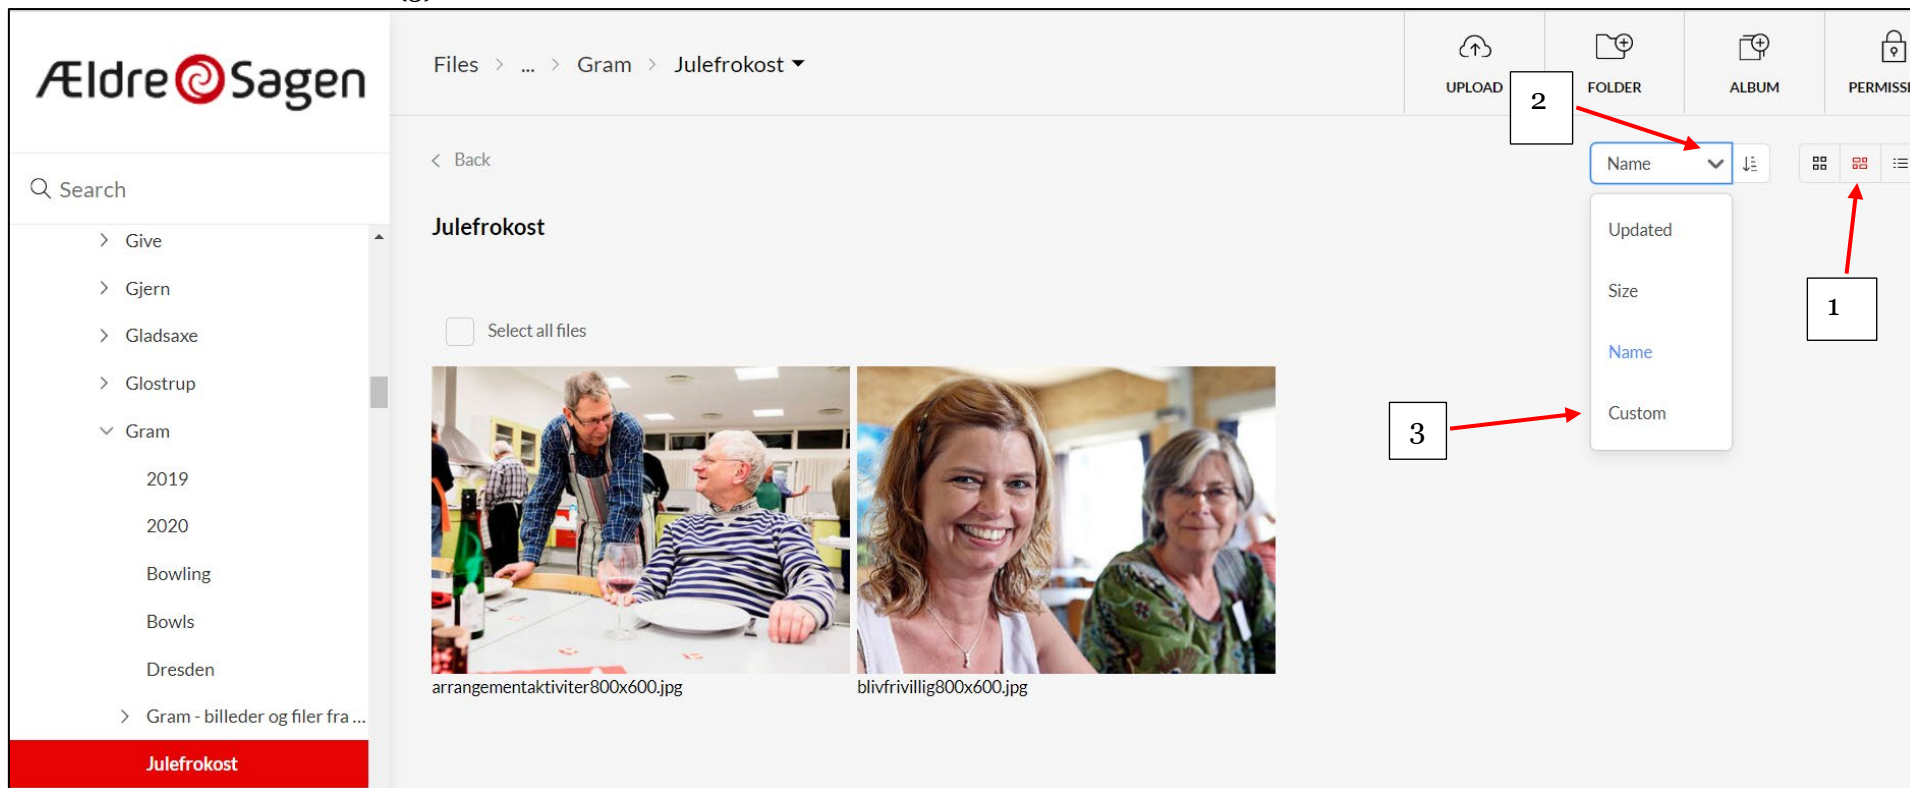 Ældre Sagen
Files > ... > Gram > Julefrokost
UPLOAD
FOLDER
ALBUM
PERMISS
2
< Back
Name
Search
Julefrokost
Updated
Size
Name
Custom
1
3
Select all files
Give
Gjern
Gladsaxe
Glostrup
Gram
2019
2020
Bowling
Bowls
Dresden
Gram - billeder og filer fra ...
Julefrokost
arrangementaktiviter800x600.jpg
blivfrivillig800x600.jpg